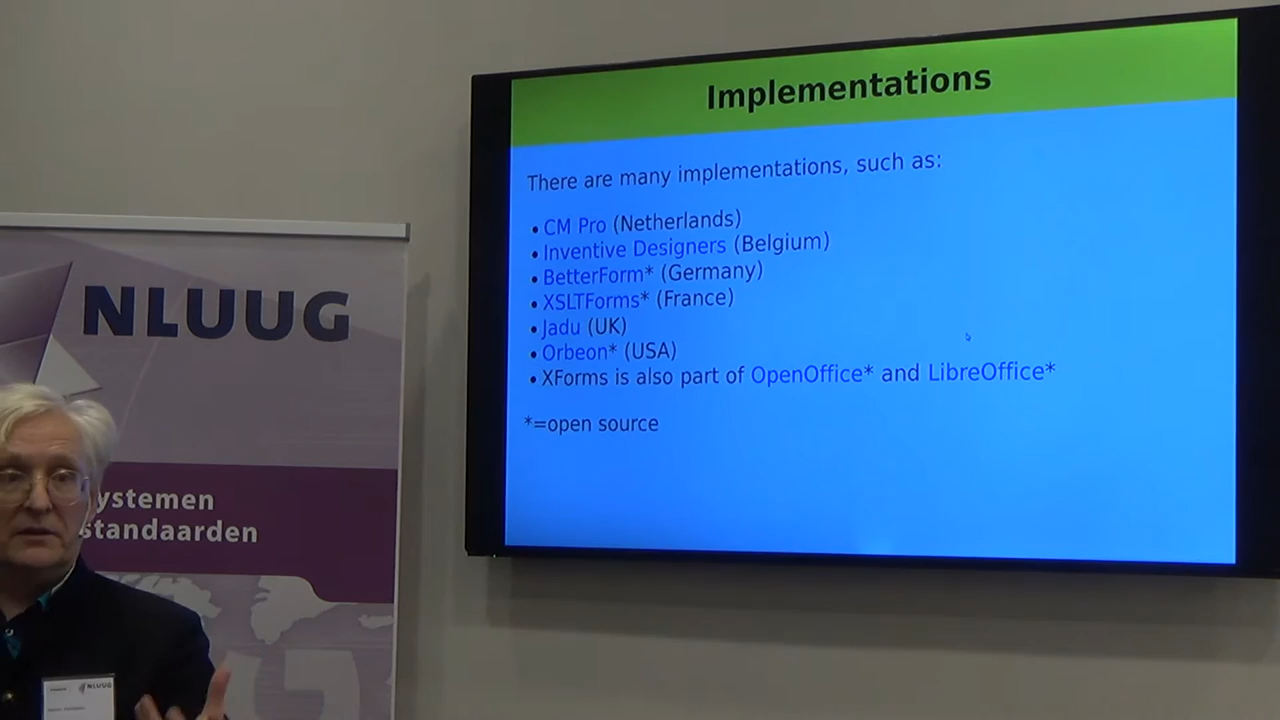 Implementations
There are many implementations, such as:
• CM Pro (Netherlands)
• Inventive Designers (Belgium)
• BetterForm* (Germany)
• XSLTForms* (France)
• Jadu (UK)
• Orbeon* (USA)
• XForms is also part of OpenOffice* and LibreOffice*
*=open source
NLUUG
ystemen
standaarden
NLUUG